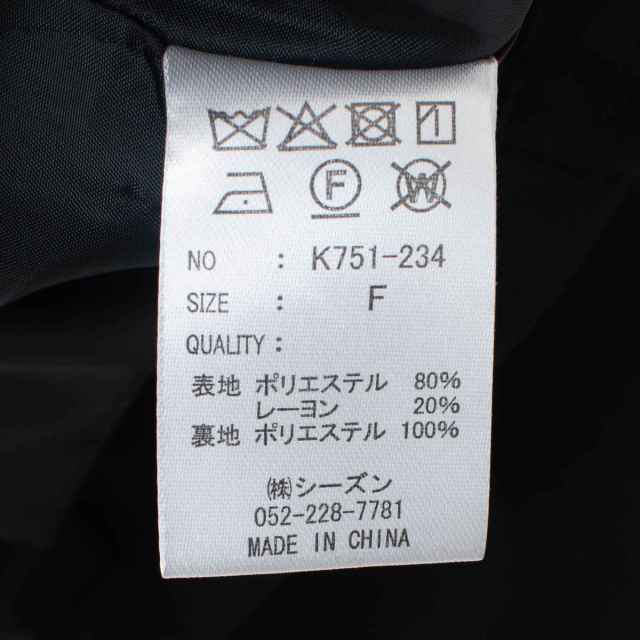 F W
NO : K751-234
SIZE : F
QUALITY :
表地 ポリエステル 80%
レーヨン 20%
裏地 ポリエステル 100%
㈱シーズン
052-228-7781
MADE IN CHINA